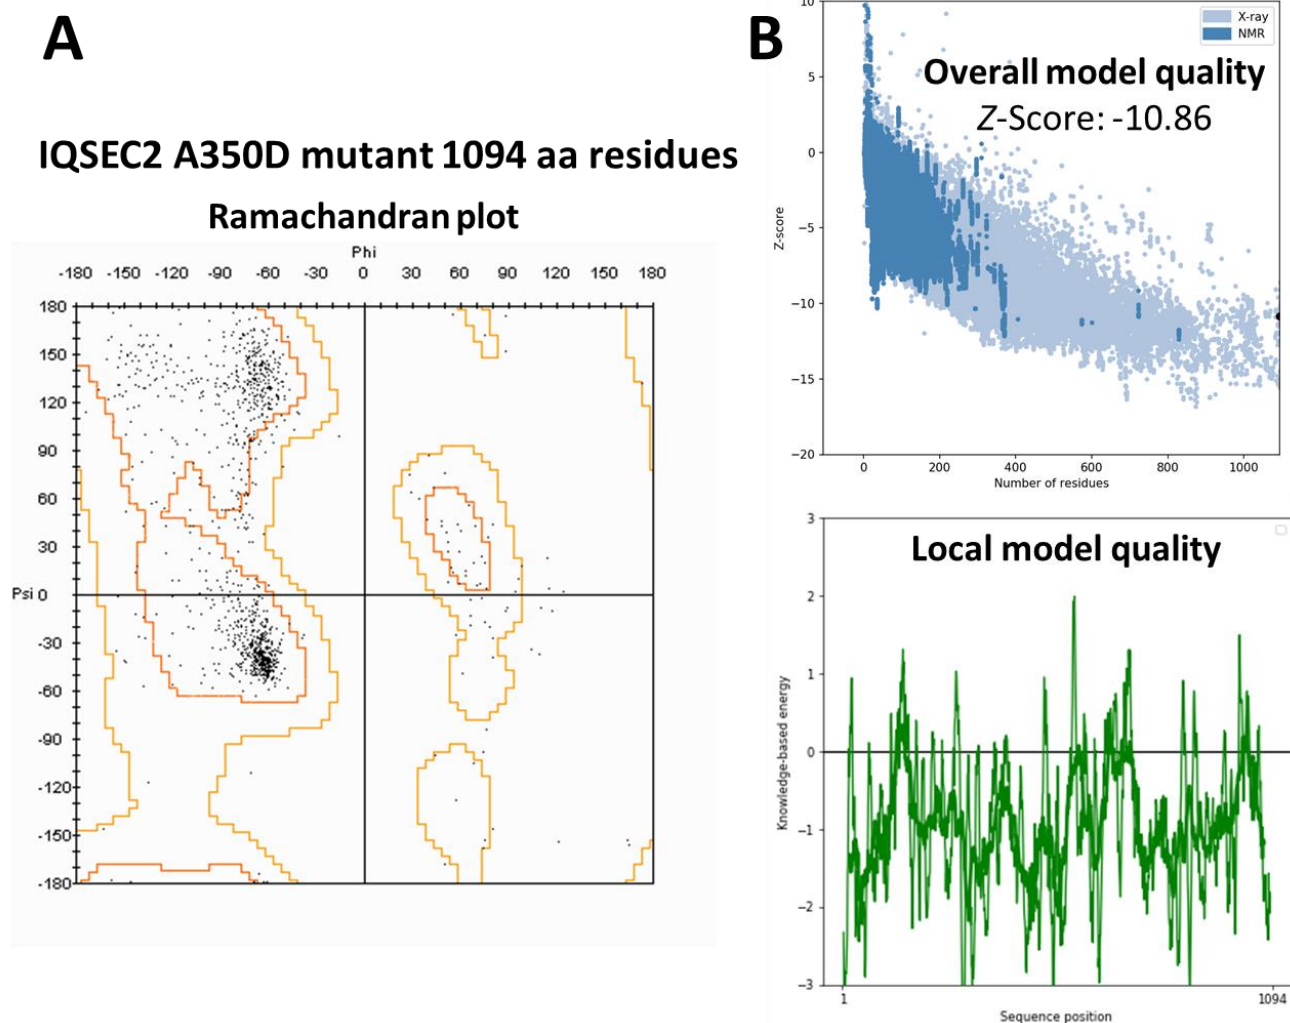 A
IQSEC2 A350D mutant 1094 aa residues
Ramachandran plot
Phi
-180 -150 -120 -90 -60 -30 0 30 60 90 120 150 180
180
150
120
90
60
30
Psi 0
-30
-60
-90
-120
-150
-180
B
10
X-ray
NMR
Overall model quality
Z-Score: -10.86
5
0
−5
−10
−15
−20
Z-score
0 200 400 600 800 1000
Number of residues
Local model quality
3
2
1
0
−1
−2
−3
Knowledge-based energy
1 1094
Sequence position